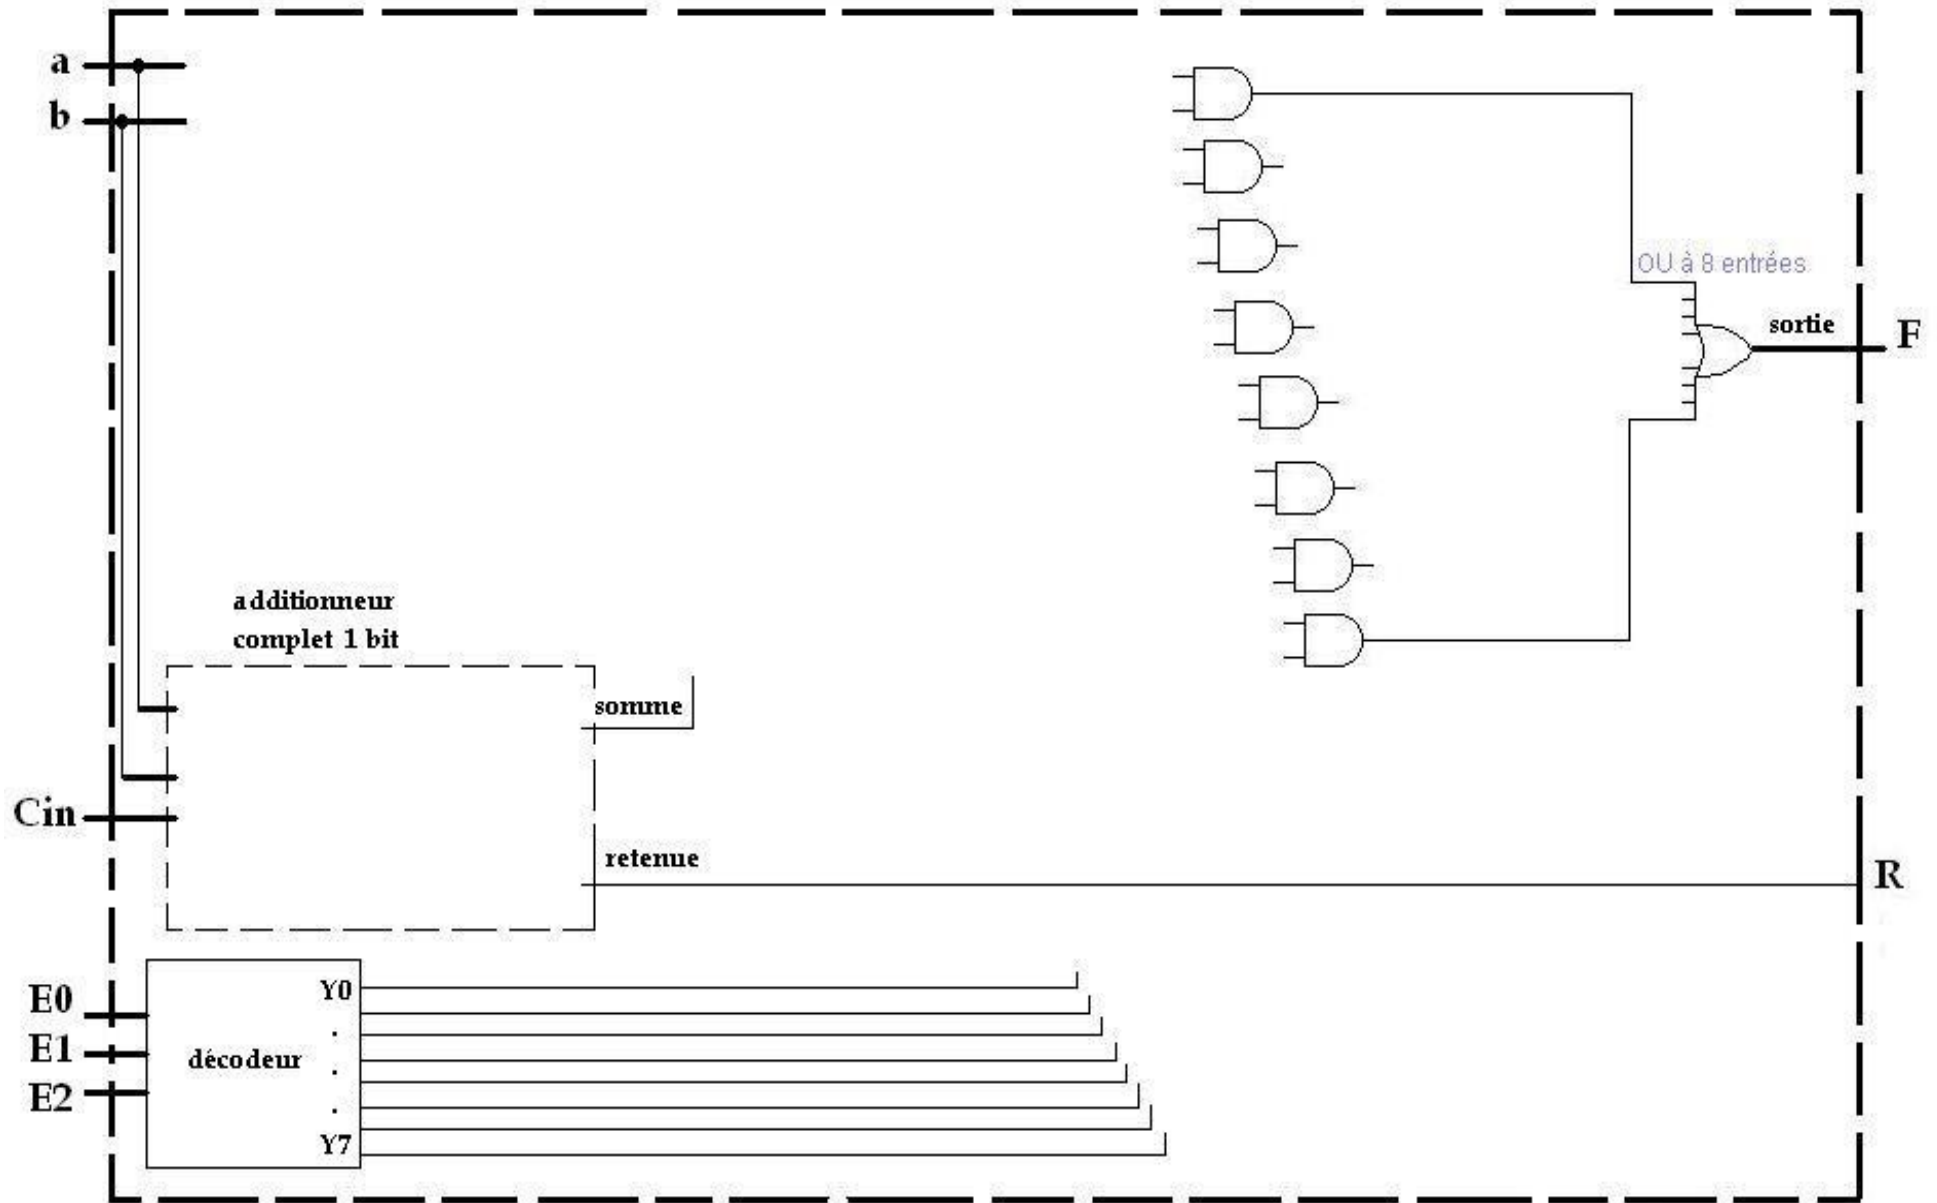 a
b
OU à 8 entrées
sortie
F
additionneur
complet 1 bit
somme
Cin
retenue
R
E0
E1
E2
décodeur
Y0
.
.
.
Y7